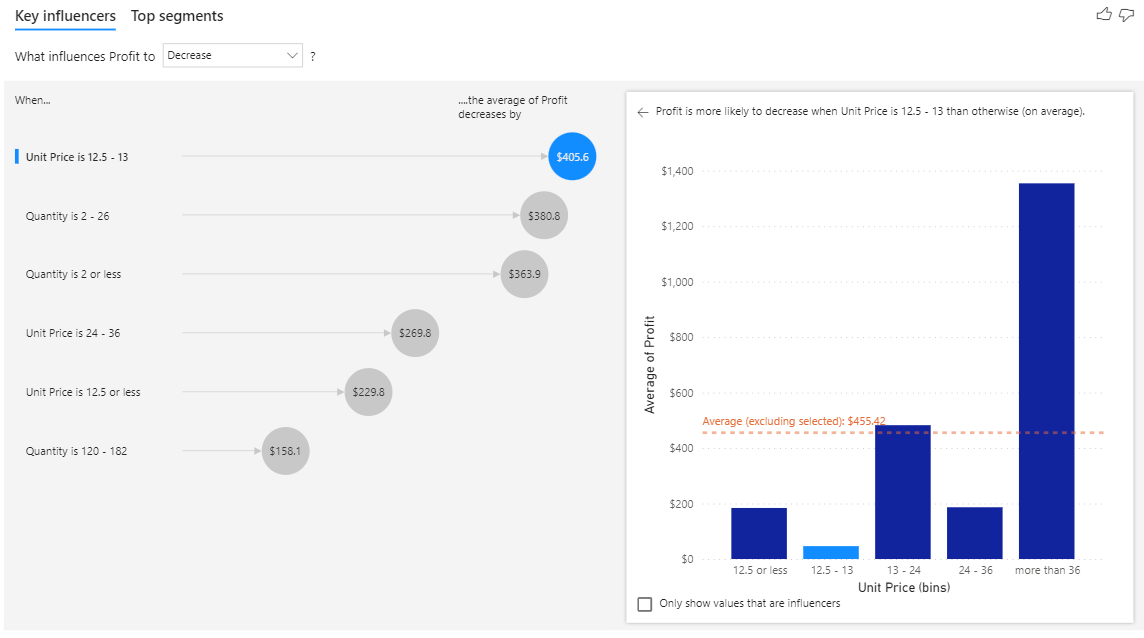 Key influencers Top segments
What influences Profit to Decrease ?
When...
....the average of Profit
decreases by
Unit Price is 12.5 - 13 $405.6
Quantity is 2 - 26 $380.8
Quantity is 2 or less $363.9
Unit Price is 24 - 36 $269.8
Unit Price is 12.5 or less $229.8
Quantity is 120 - 182 $158.1
Profit is more likely to decrease when Unit Price is 12.5 - 13 than otherwise (on average).
$1,400
$1,200
$1,000
$800
$600
$400
$200
$0
Average of Profit
Average (excluding selected): $455.42
12.5 or less 12.5 - 13 13 - 24 24 - 36 more than 36
Unit Price (bins)
Only show values that are influencers